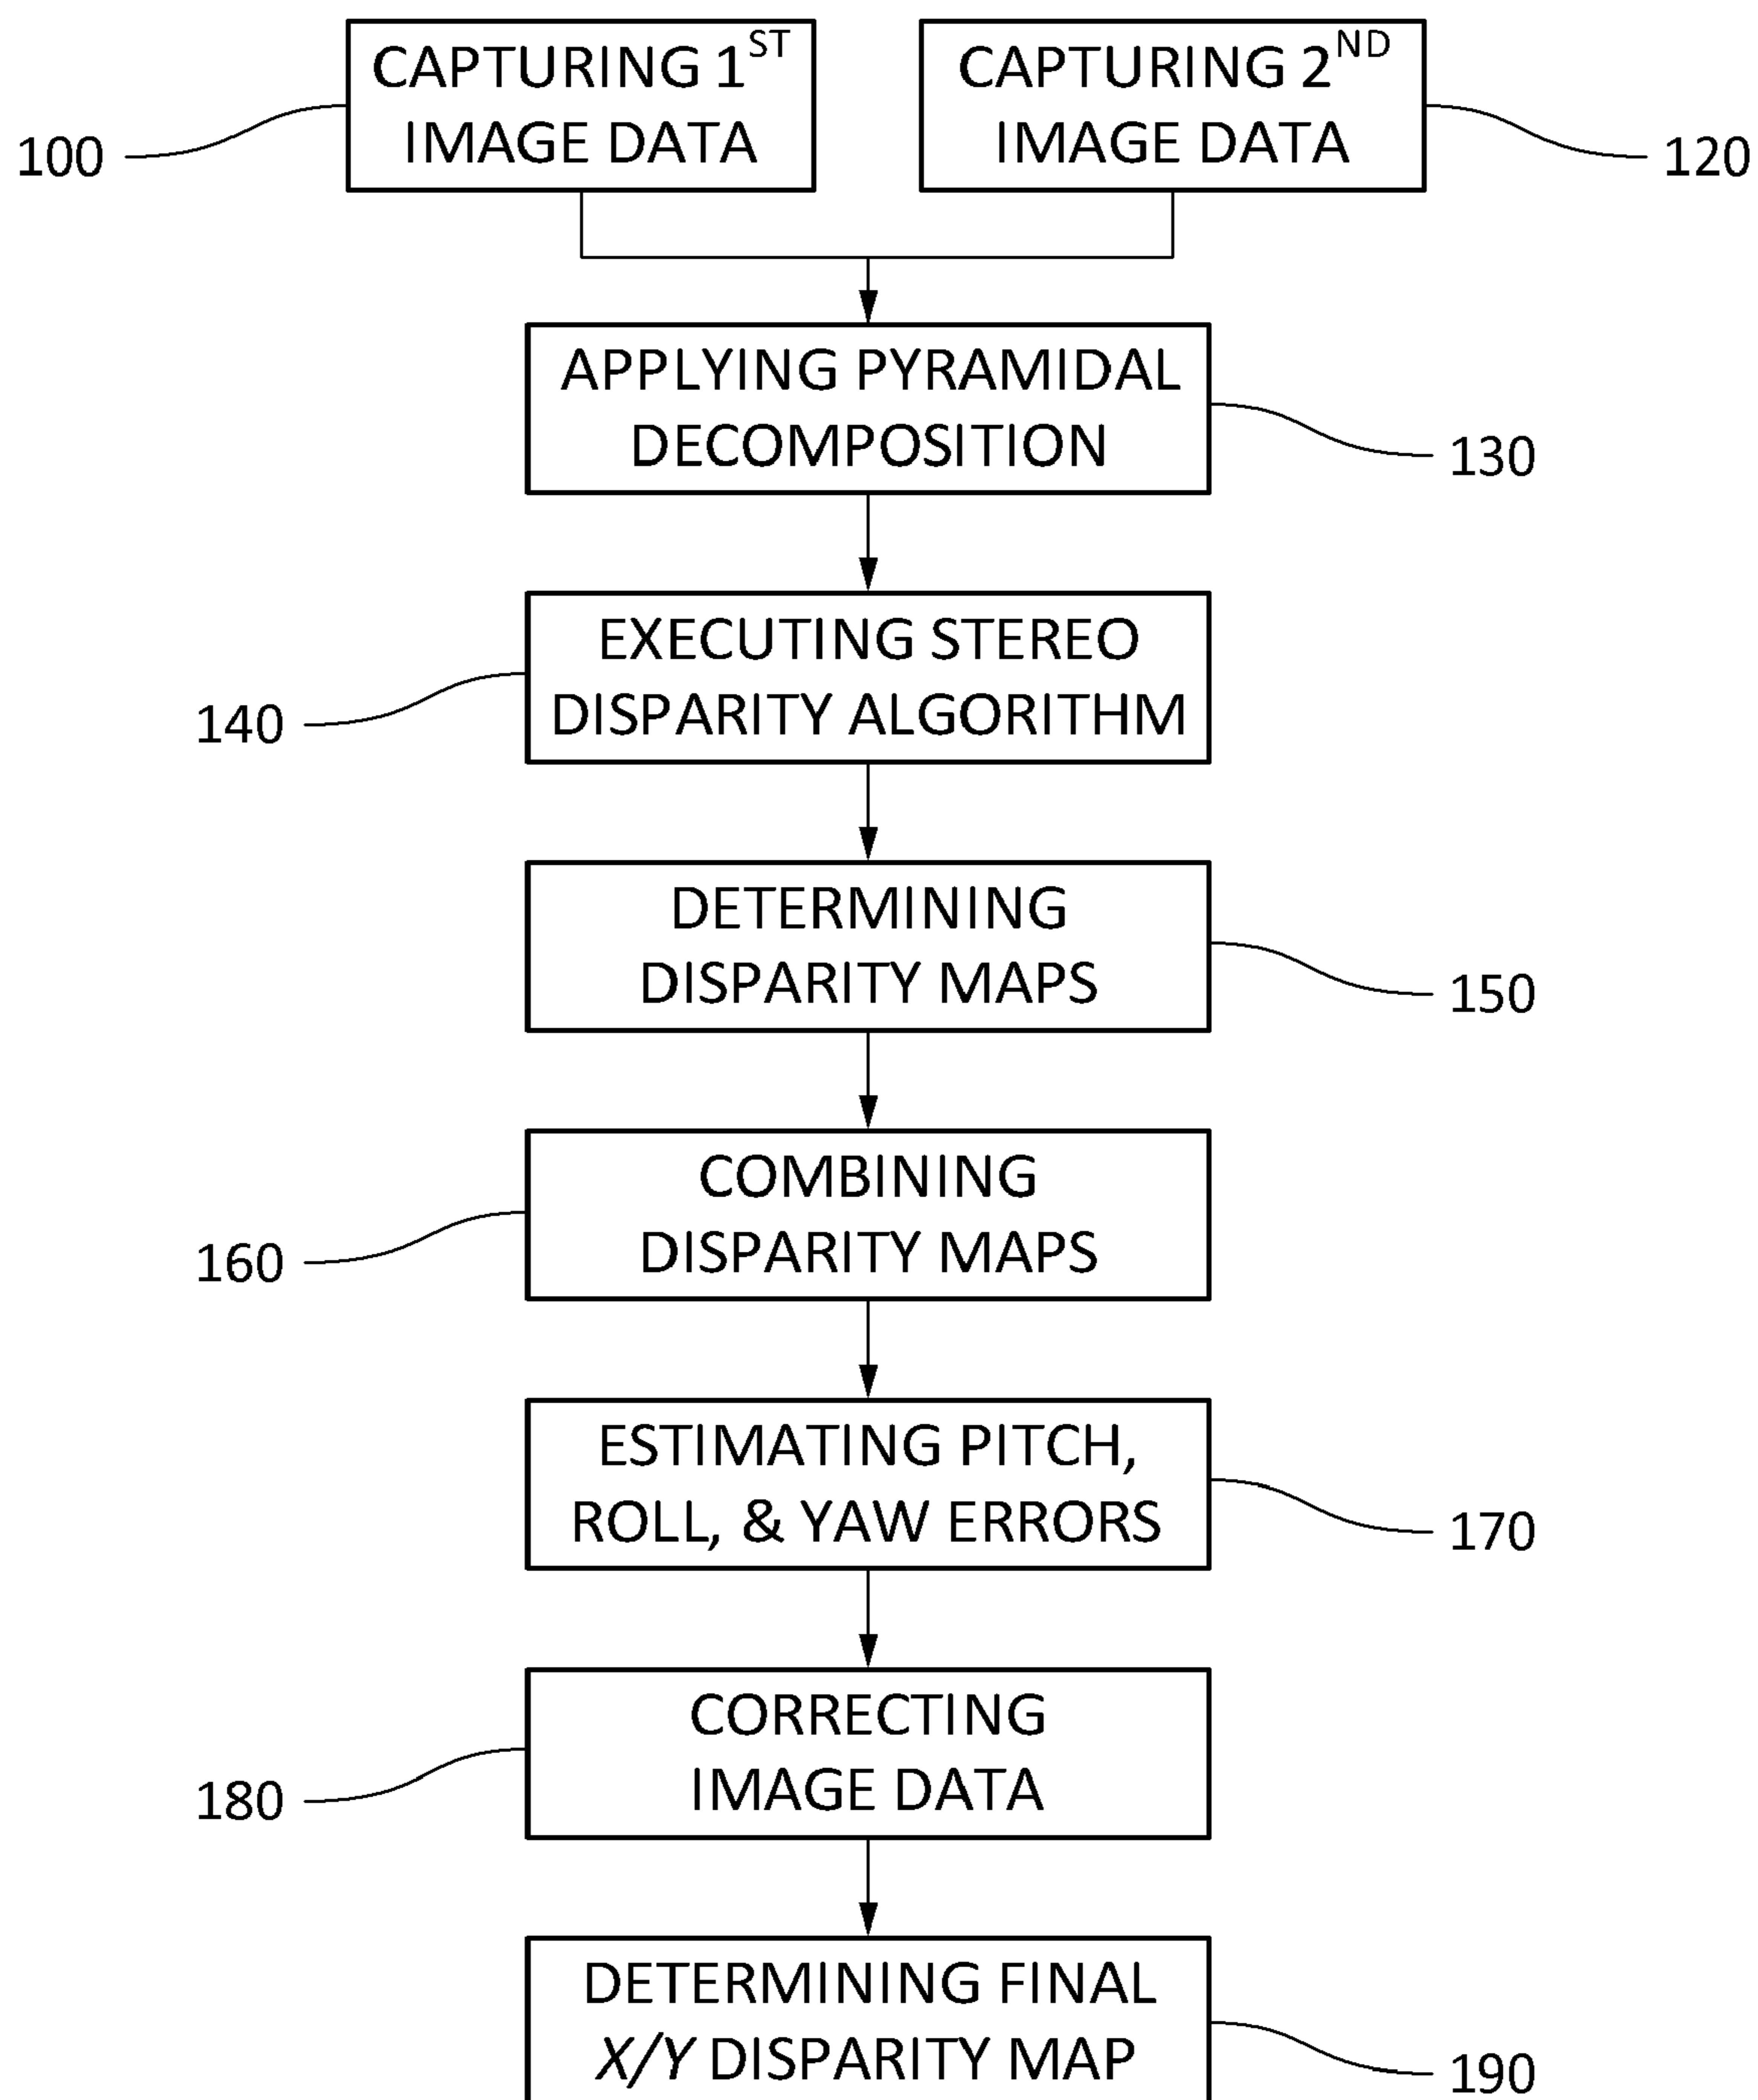 CAPTURING 1ST
IMAGE DATA
CAPTURING 2ND
IMAGE DATA
100
120
APPLYING PYRAMIDAL
DECOMPOSITION
130
EXECUTING STEREO
DISPARITY ALGORITHM
140
DETERMINING
DISPARITY MAPS
150
COMBINING
DISPARITY MAPS
160
ESTIMATING PITCH,
ROLL, & YAW ERRORS
170
CORRECTING
IMAGE DATA
180
DETERMINING FINAL
X/Y DISPARITY MAP
190